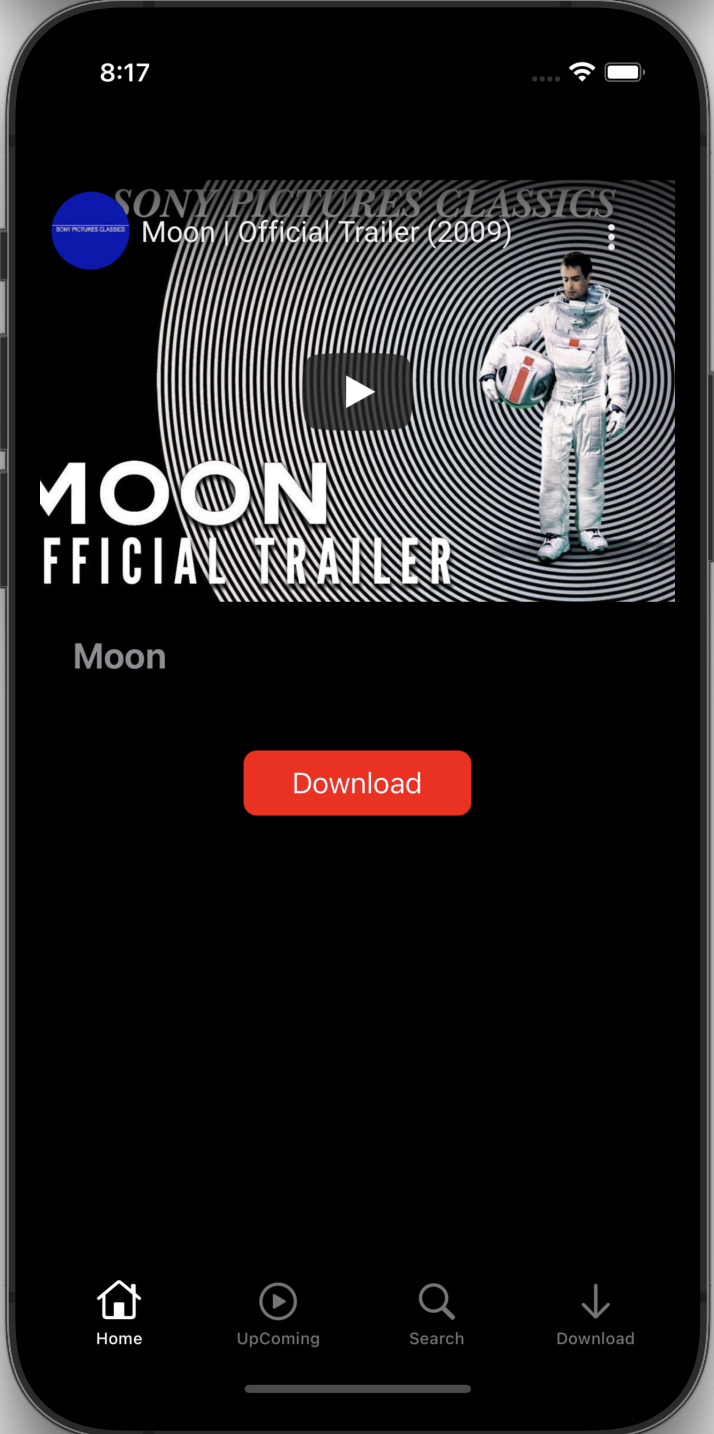 8:17
SONY PICTURES CLASSICS
SONY PICTURES CLASSICS
Moon | Official Trailer (2009)
MOON
FFICIAL TRAILER
Moon
Download
Home
UpComing
Search
Download